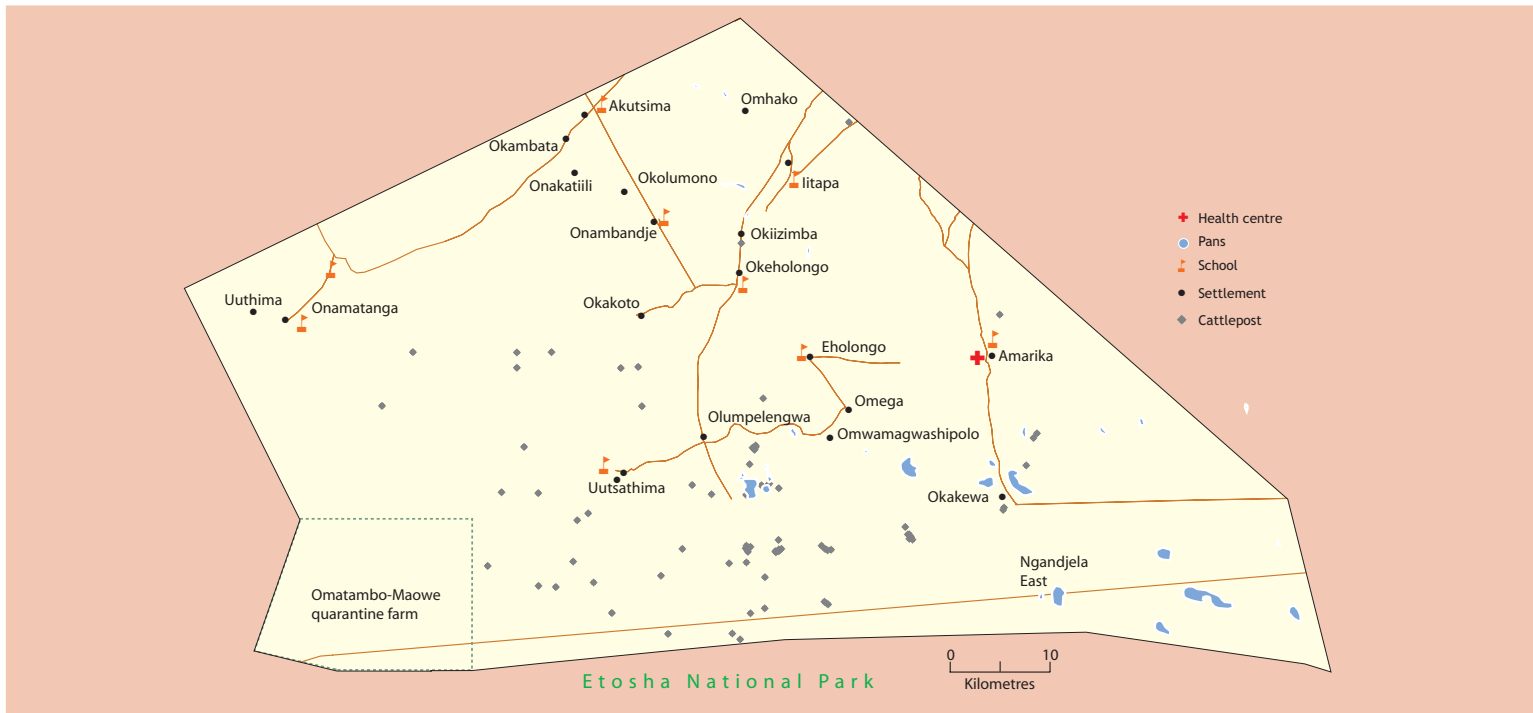 Omhako
Akutsima
Okambata
Onakatiili
Okolumono
Iitapa
Onambandje
Okiizimba
Okeholongo
Uuthima
Onamatanga
Okakoto
Eholongo
Amarika
Omega
Olumpelengwa
Omwamagwashipolo
Uutsathima
Okakewa
Ngandjela
East
Omatambo-Maowe
quarantine farm
Etosha National Park
0 10
Kilometres
Health centre
Pans
School
Settlement
Cattlepost